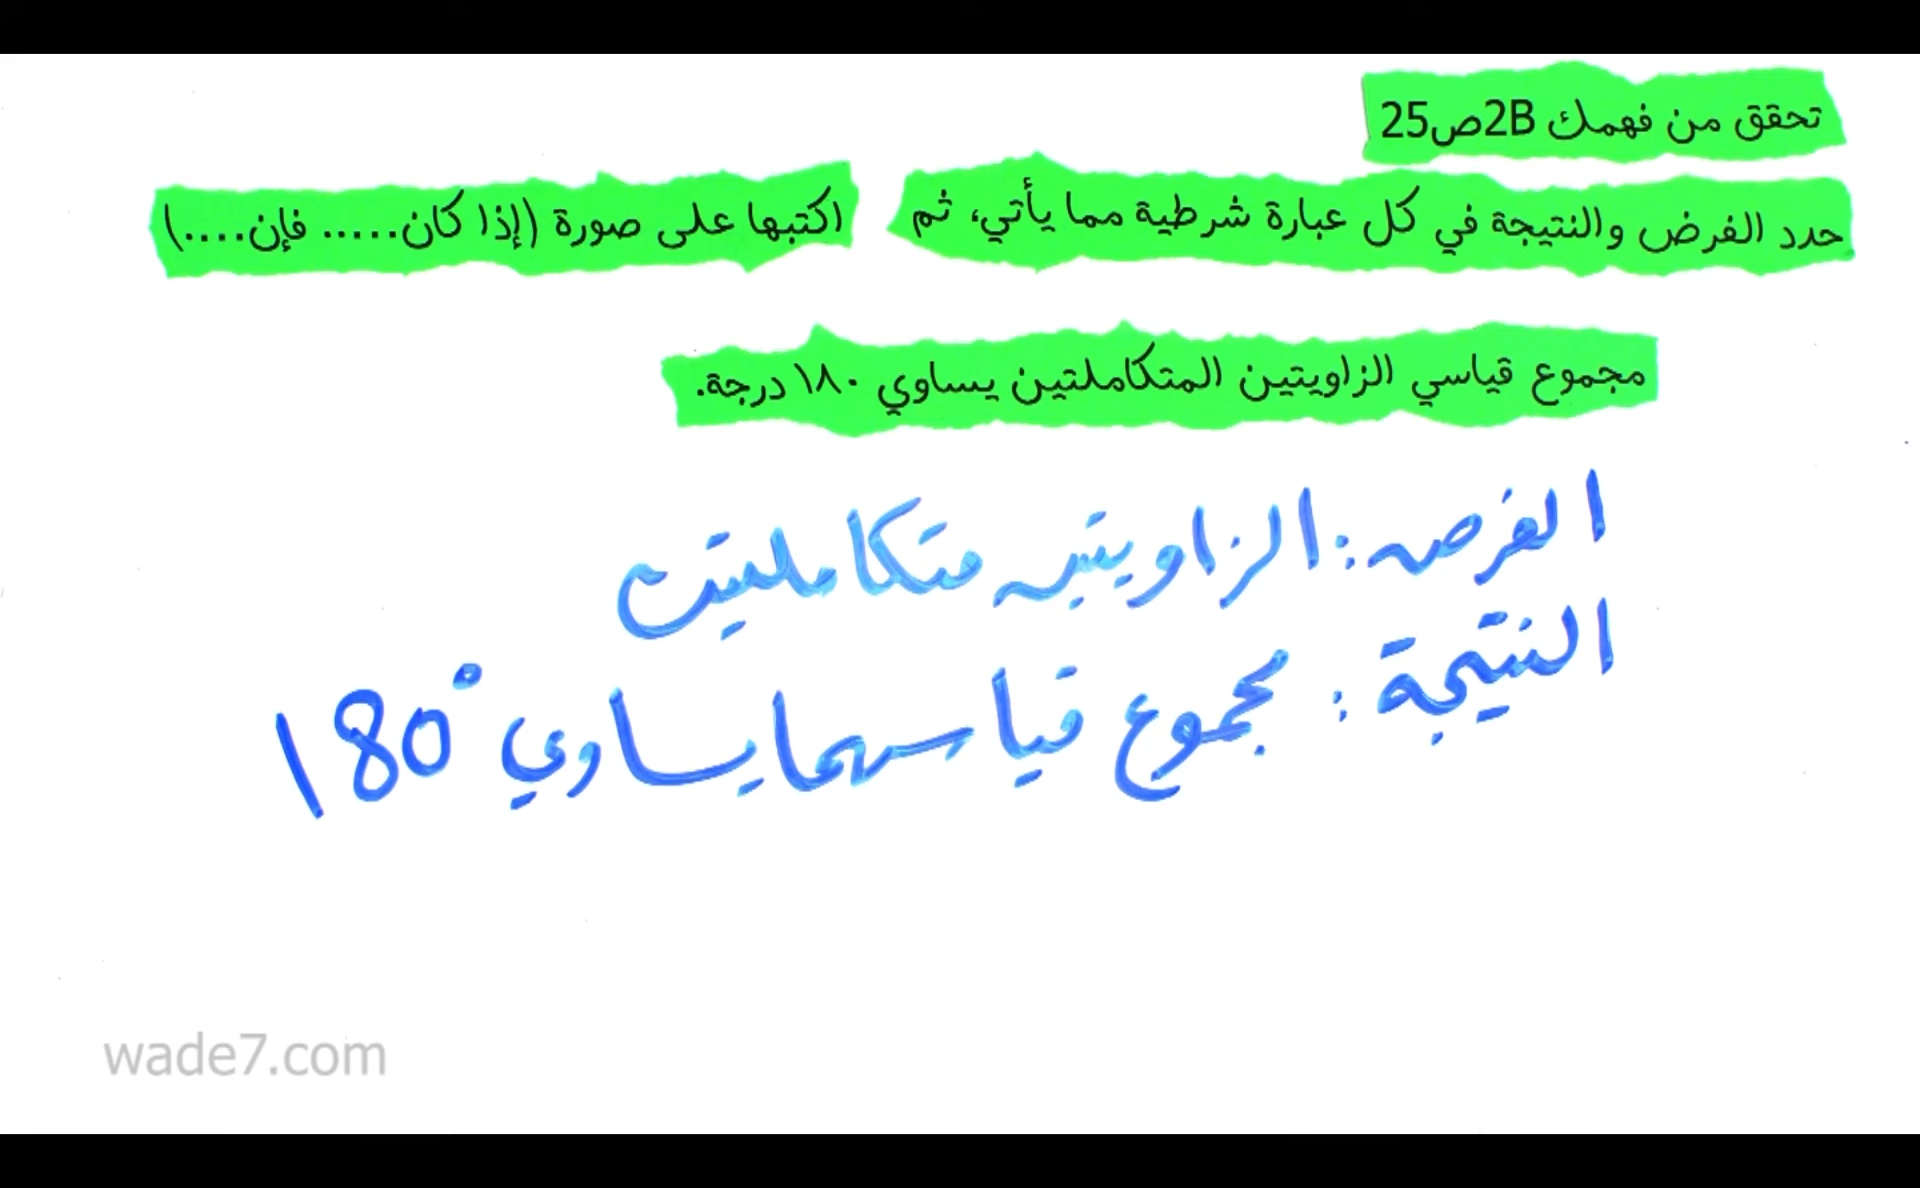 تحقق من فهمك 2B ص25
حدد الفرض والنتيجة في كل عبارة شرطية مما يأتي، ثم اكتبها على صورة (إذا كان..... فإن....)
مجموع قياسي الزاويتين المتكاملتين يساوي ١٨٠ درجة.
الفرض: الزاويتين متكاملتين
النتيجة: مجموع قياسهما يساوي 180°
wade7.com